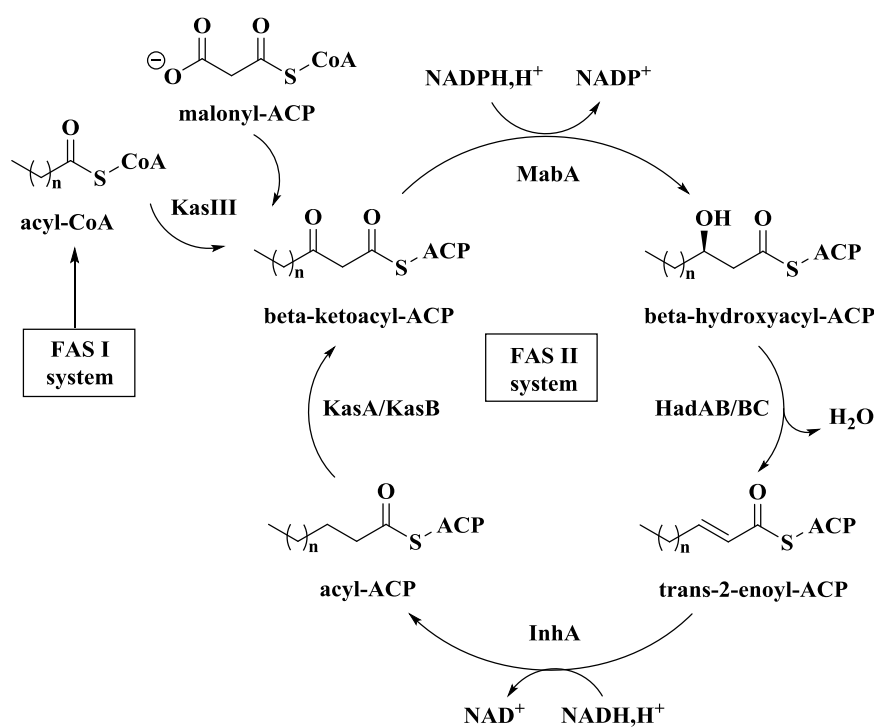 O O
⊖O S CoA
malonyl-ACP
NADPH,H⁺ NADP⁺
MabA
O
( )n S CoA
acyl-CoA
KasIII
O O
( )n S ACP
beta-ketoacyl-ACP
OH O
( )n S ACP
beta-hydroxyacyl-ACP
FAS I
system
FAS II
system
KasA/KasB
HadAB/BC
H₂O
O
( )n S ACP
acyl-ACP
O
( )n S ACP
trans-2-enoyl-ACP
InhA
NAD⁺ NADH,H⁺